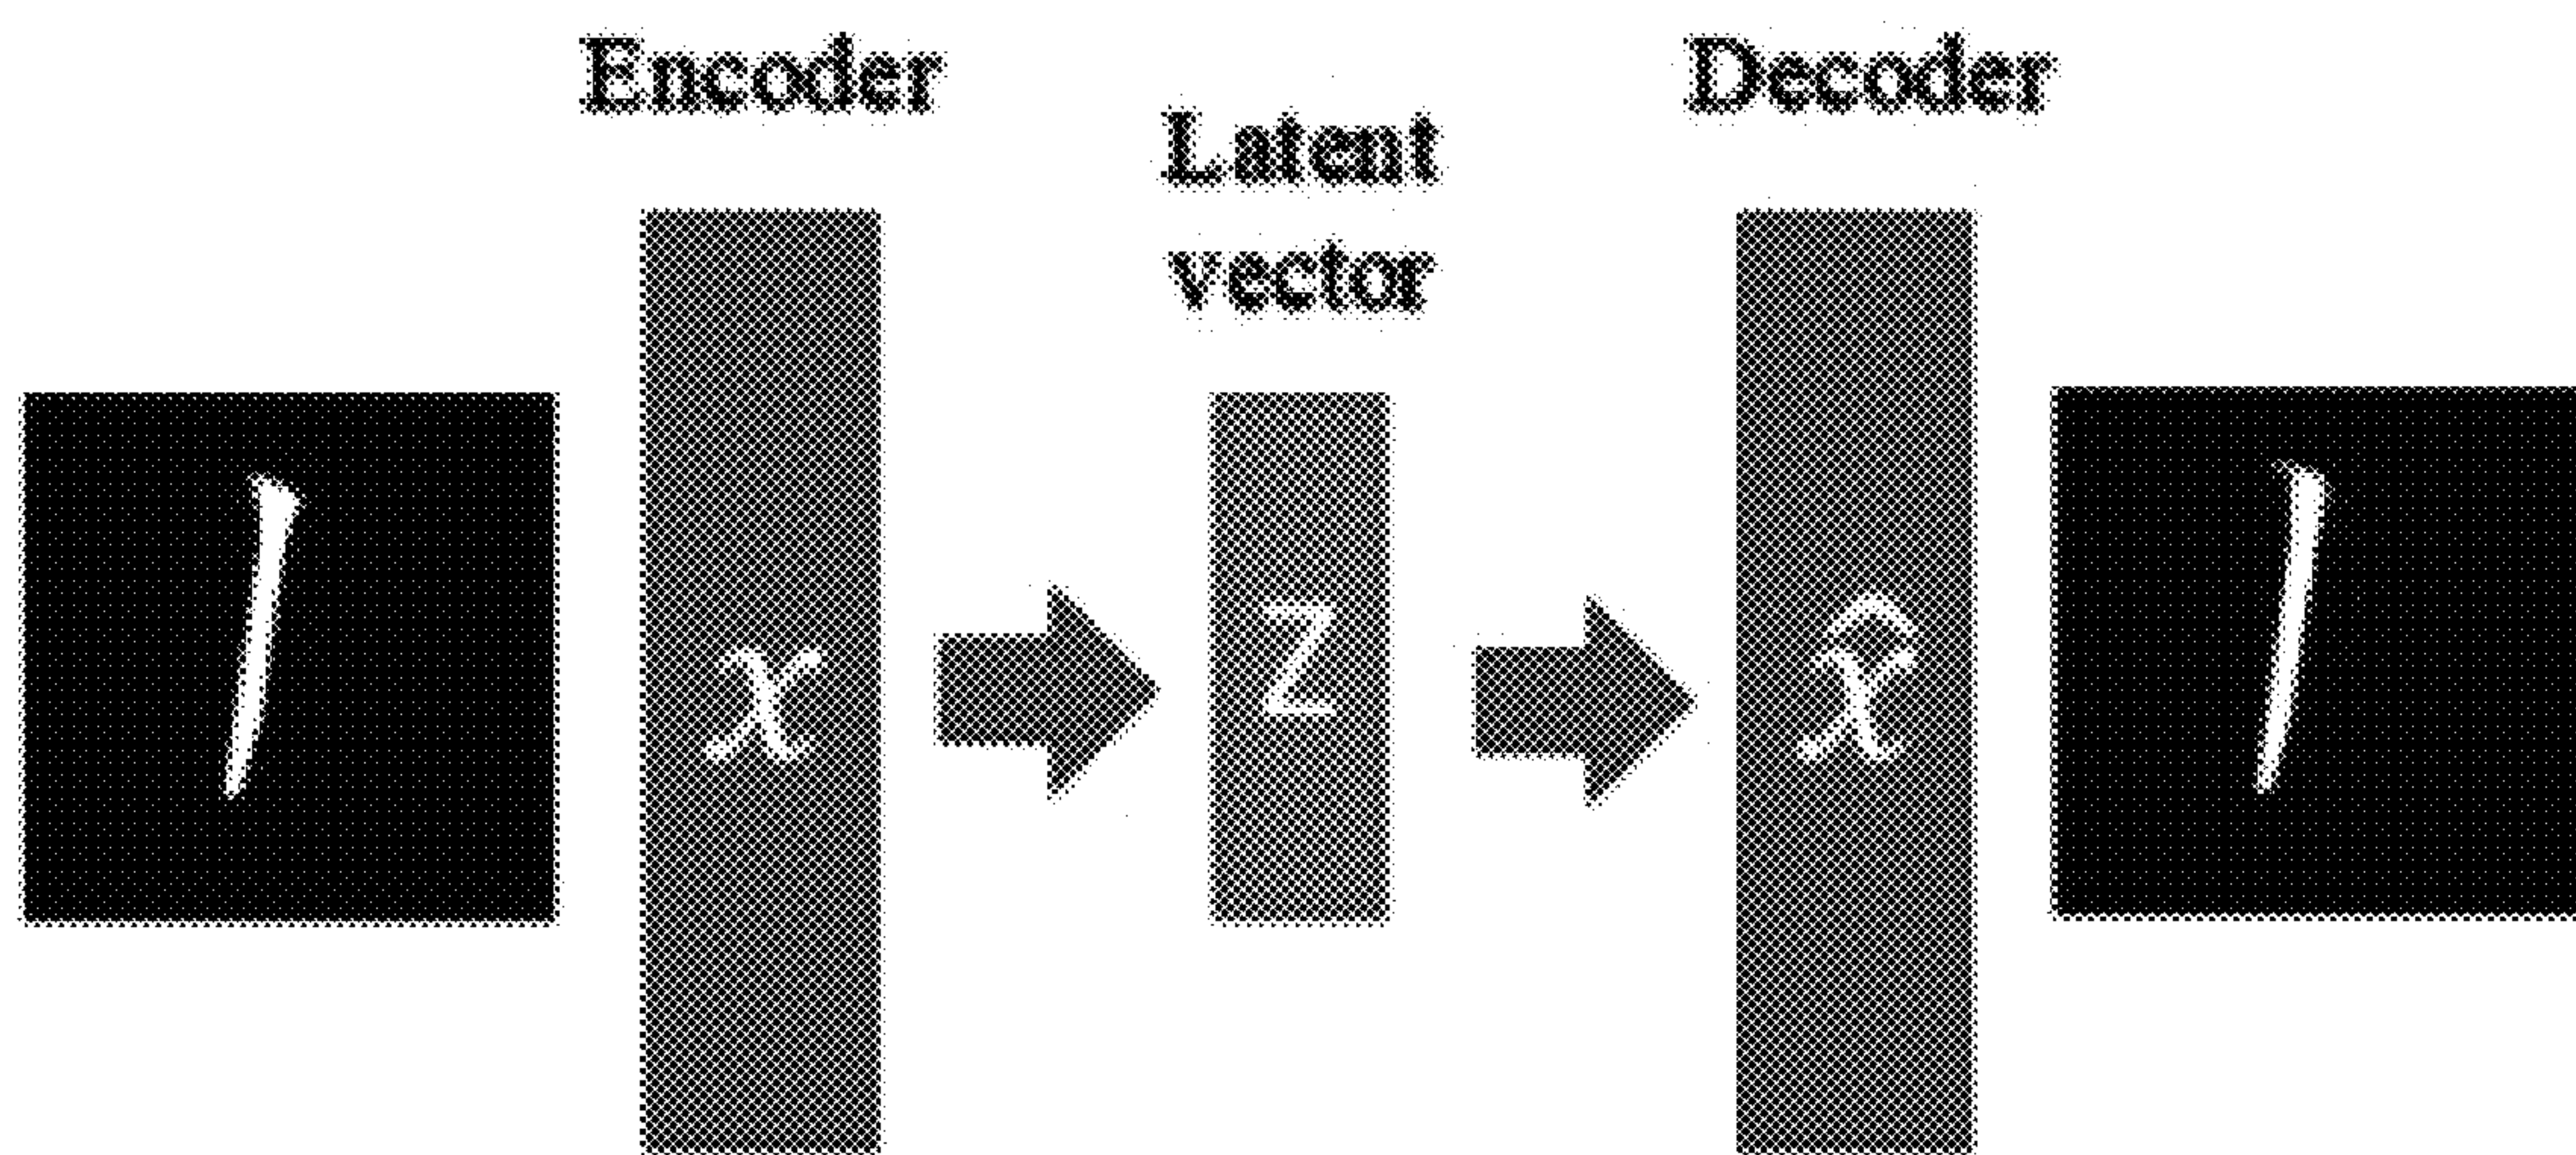 Encoder
Decoder
Latent
vector
x
Z
x̂